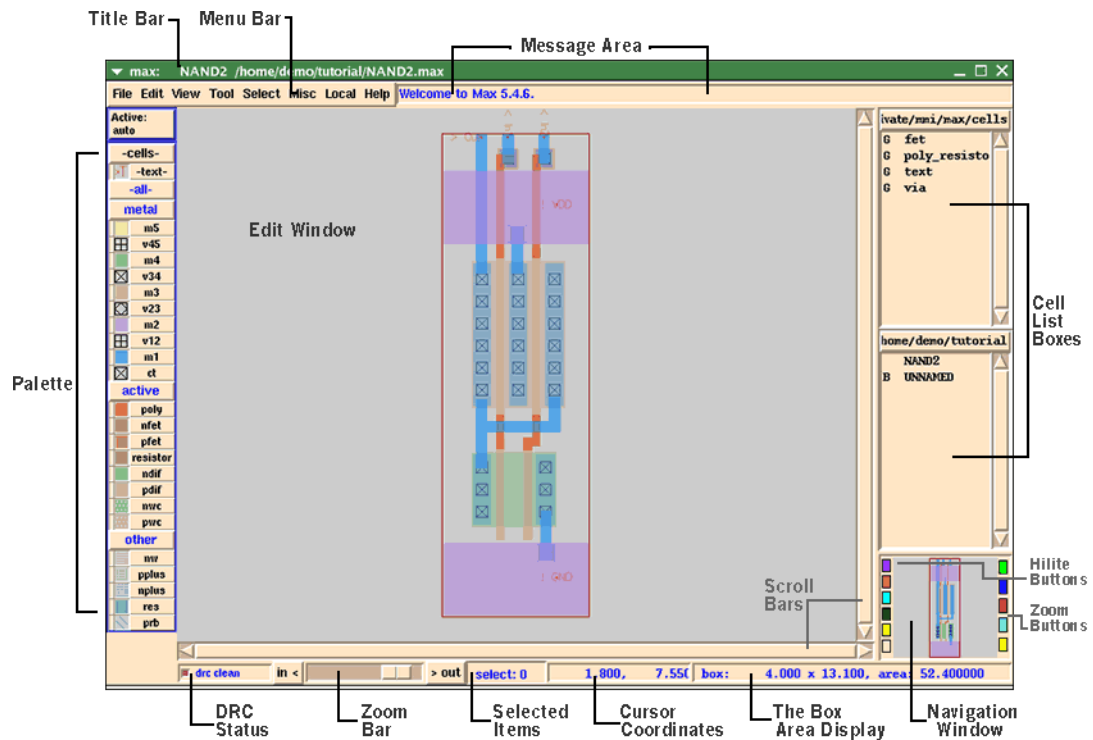 Title Bar
Menu Bar
Message Area
max: NAND2 /home/demo/tutorial/NAND2.max
File Edit View Tool Select Misc Local Help
Welcome to Max 5.4.6.
Active:
auto
-cells-
-text-
-all-
metal
m5
v45
m4
v34
m3
v23
m2
v12
m1
ct
active
poly
nfet
pfet
resistor
ndif
pdif
nwc
pwc
other
nw
pplus
nplus
res
prb
Palette
Edit Window
: VDD
: GND
ivate/mmi/max/cells
G fet
G poly_resisto
G text
G via
home/demo/tutorial
NAND2
B UNNAMED
Cell
List
Boxes
Hilite
Buttons
Zoom
Buttons
Scroll
Bars
drc clean
in <
> out
select: 0
1.800, 7.550
box: 4.000 x 13.100, area: 52.400000
DRC
Status
Zoom
Bar
Selected
Items
Cursor
Coordinates
The Box
Area Display
Navigation
Window